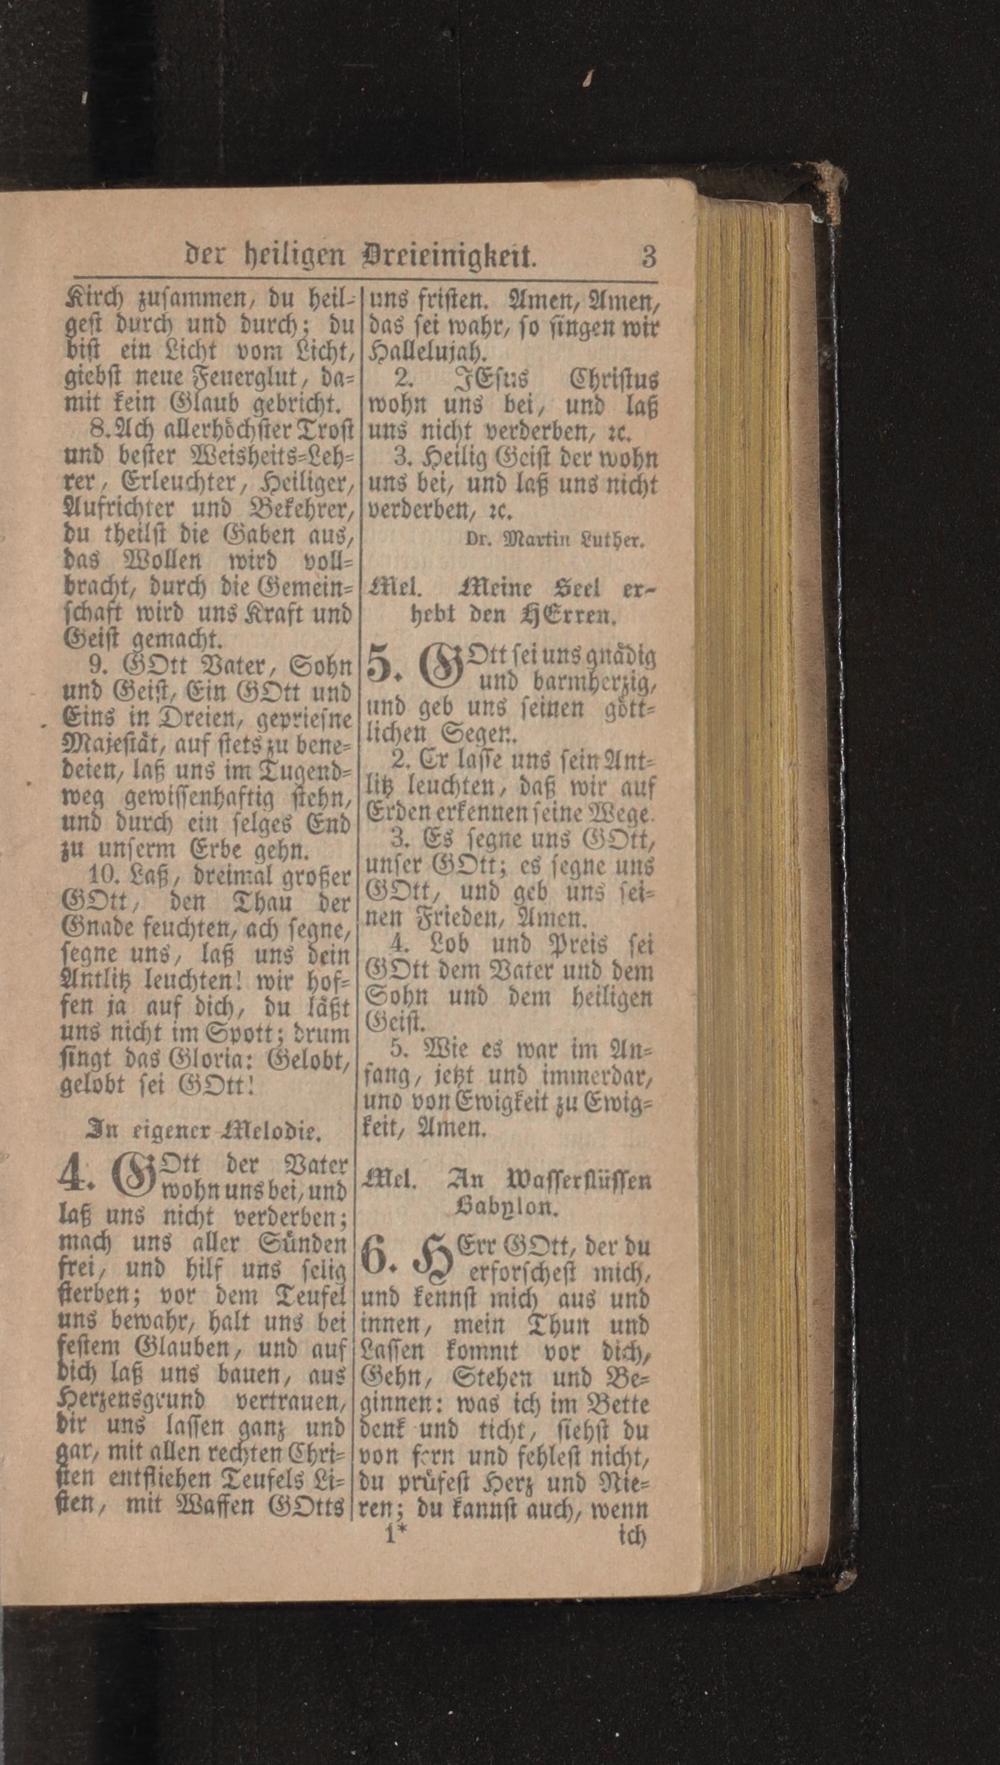 der heiligen Dreieinigkeit. 3
Kirch zusammen, du heil-
gest durch und durch; du
bist ein Licht vom Licht,
giebst neue Feuerglut, da-
mit kein Glaub gebricht.
8. Ach allerhöchster Trost
und bester Weisheits-Leh-
rer, Erleuchter, Heiliger,
Aufrichter und Bekehrer,
du theilst die Gaben aus,
das Wollen wird voll-
bracht, durch die Gemein-
schaft wird uns Kraft und
Geist gemacht.
9. GOtt Vater, Sohn
und Geist, Ein GOtt und
Eins in Dreien, gepriesne
Majestät, auf stets zu bene-
deien, laß uns im Tugend-
weg gewissenhaftig stehn,
und durch ein selges End
zu unserm Erbe gehn.
10. Laß, dreimal großer
GOtt, den Thau der
Gnade feuchten, ach segne,
segne uns, laß uns dein
Antlitz leuchten! wir hof-
fen ja auf dich, du läßt
uns nicht im Spott; drum
singt das Gloria: Gelobt,
gelobt sei GOtt!
In eigener Melodie.
4. GOtt der Vater
wohn uns bei, und
laß uns nicht verderben;
mach uns aller Sünden
frei, und hilf uns selig
sterben; vor dem Teufel
uns bewahr, halt uns bei
festem Glauben, und auf
dich laß uns bauen, aus
Herzensgrund vertrauen,
dir uns lassen ganz und
gar, mit allen rechten Chri-
sten entfliehen Teufels Li-
sten, mit Waffen GOtts
uns fristen. Amen, Amen,
das sei wahr, so singen wir
Hallelujah.
2. JEsus Christus
wohn uns bei, und laß
uns nicht verderben, ꝛc.
3. Heilig Geist der wohn
uns bei, und laß uns nicht
verderben, ꝛc.
Dr. Martin Luther.
Mel. Meine Seel er-
hebt den HErren.
5. GOtt sei uns gnädig
und barmherzig,
und geb uns seinen gött-
lichen Segen.
2. Er lasse uns sein Ant-
litz leuchten, daß wir auf
Erden erkennen seine Wege.
3. Es segne uns GOtt,
unser GOtt; es segne uns
GOtt, und geb uns sei-
nen Frieden, Amen.
4. Lob und Preis sei
GOtt dem Vater und dem
Sohn und dem heiligen
Geist.
5. Wie es war im An-
fang, jetzt und immerdar,
und von Ewigkeit zu Ewig-
keit, Amen.
Mel. An Wasserflüssen
Babylon.
6. HErr GOtt, der du
erforschest mich,
und kennst mich aus und
innen, mein Thun und
Lassen kommt vor dich,
Gehn, Stehen und Be-
ginnen: was ich im Bette
denk und ticht, siehst du
von fern und fehlest nicht,
du prüfest Herz und Nie-
ren; du kannst auch, wenn
1* ich